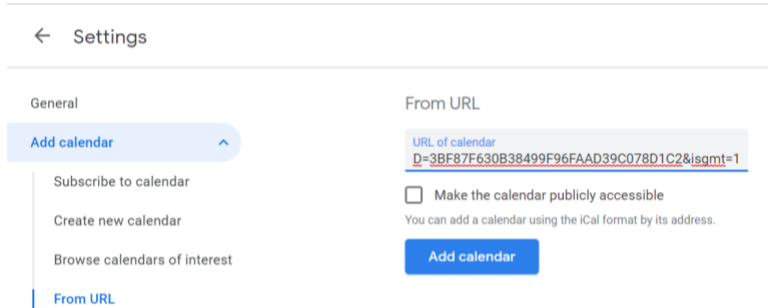 Settings
General
Add calendar
Subscribe to calendar
Create new calendar
Browse calendars of interest
From URL
From URL
URL of calendar
D=3BF87F630B38499F96FAAD39C078D1C2&isgmt=1
Make the calendar publicly accessible
You can add a calendar using the iCal format by its address.
Add calendar